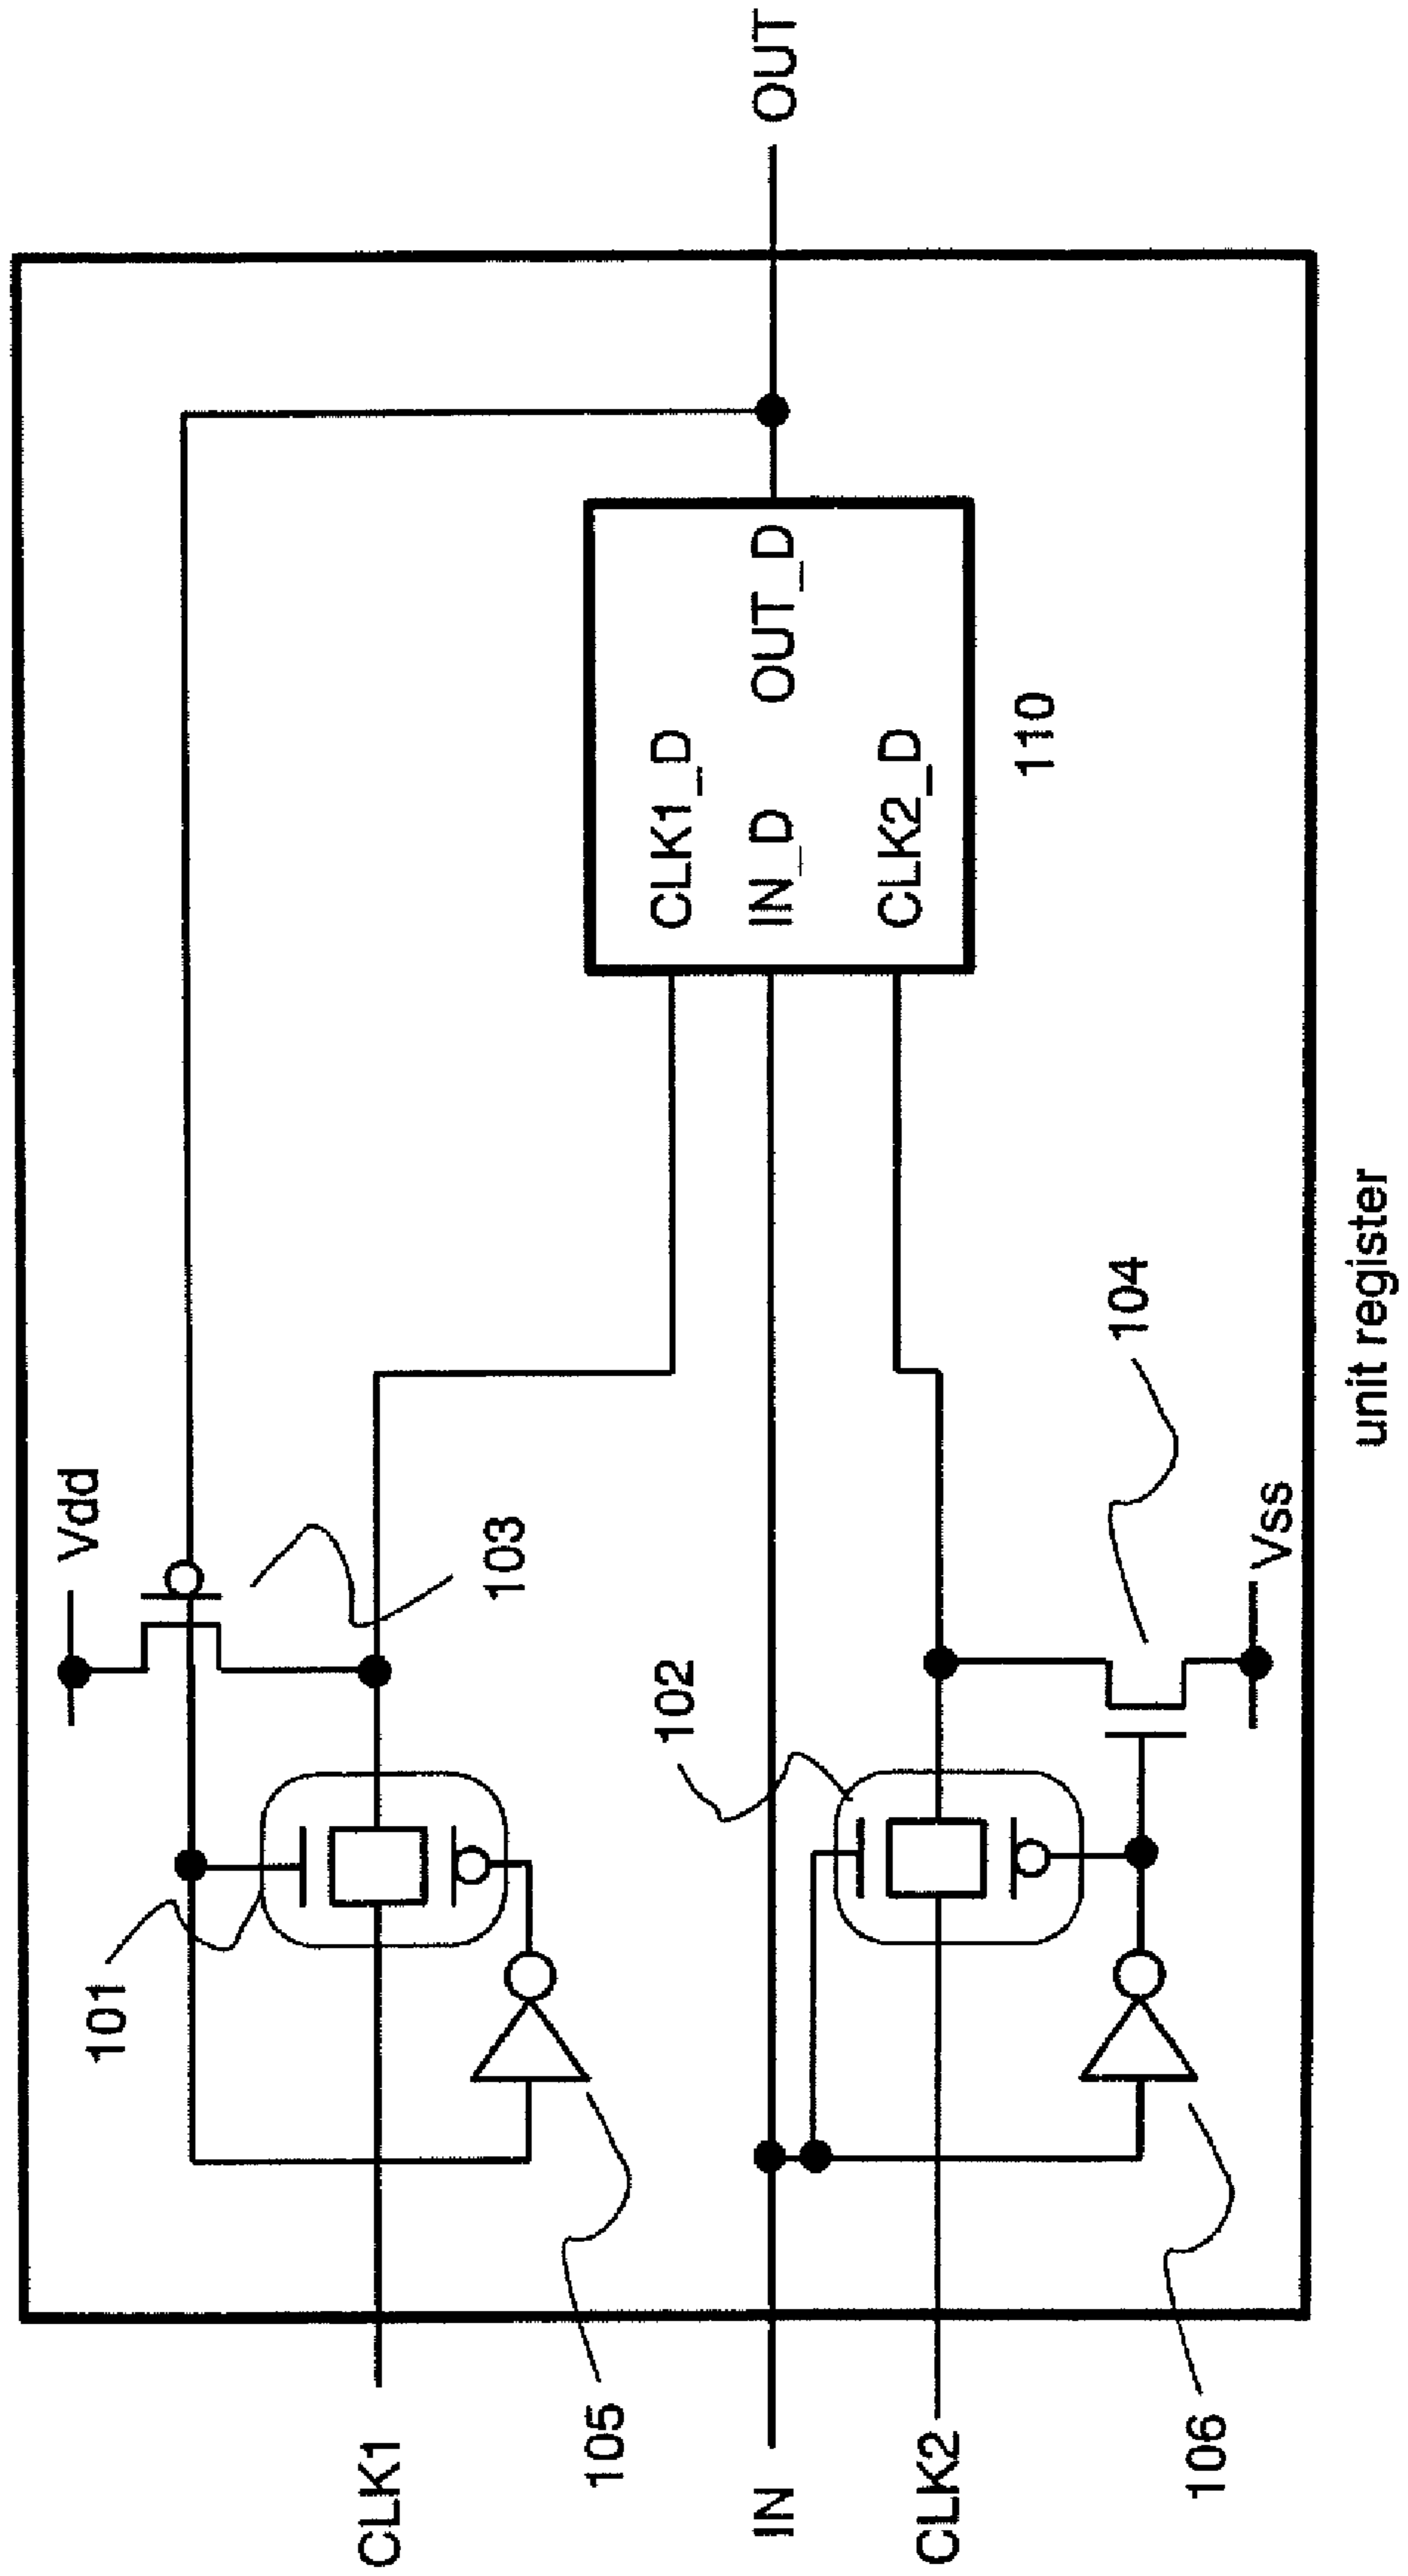 Vdd
101
103
CLK1
105
102
CLK1_D
IN
IN_D
OUT_D
OUT
CLK2
CLK2_D
110
104
106
Vss
unit register